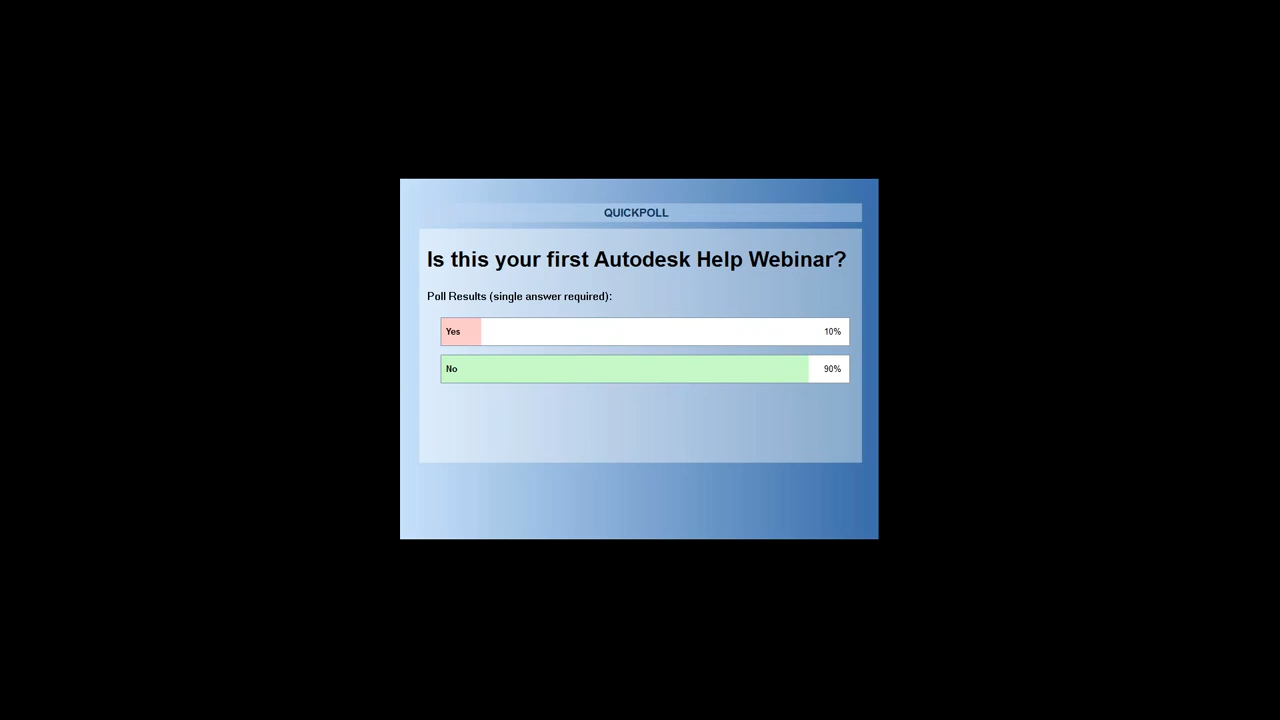 QUICKPOLL
Is this your first Autodesk Help Webinar?
Poll Results (single answer required):
Yes 10%
No 90%